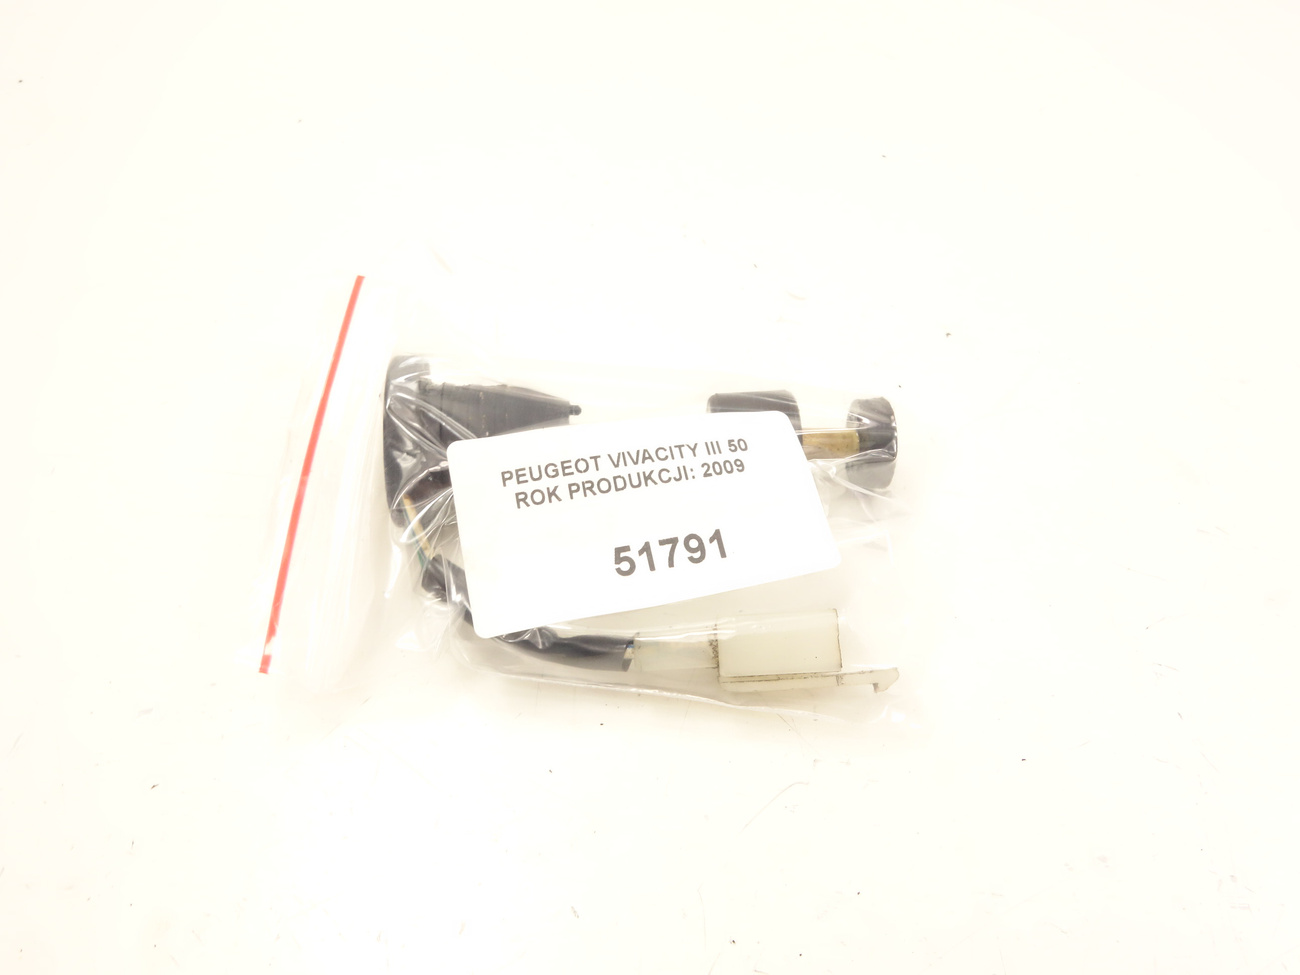 PEUGEOT VIVACITY III 50
ROK PRODUKCJI: 2009
51791